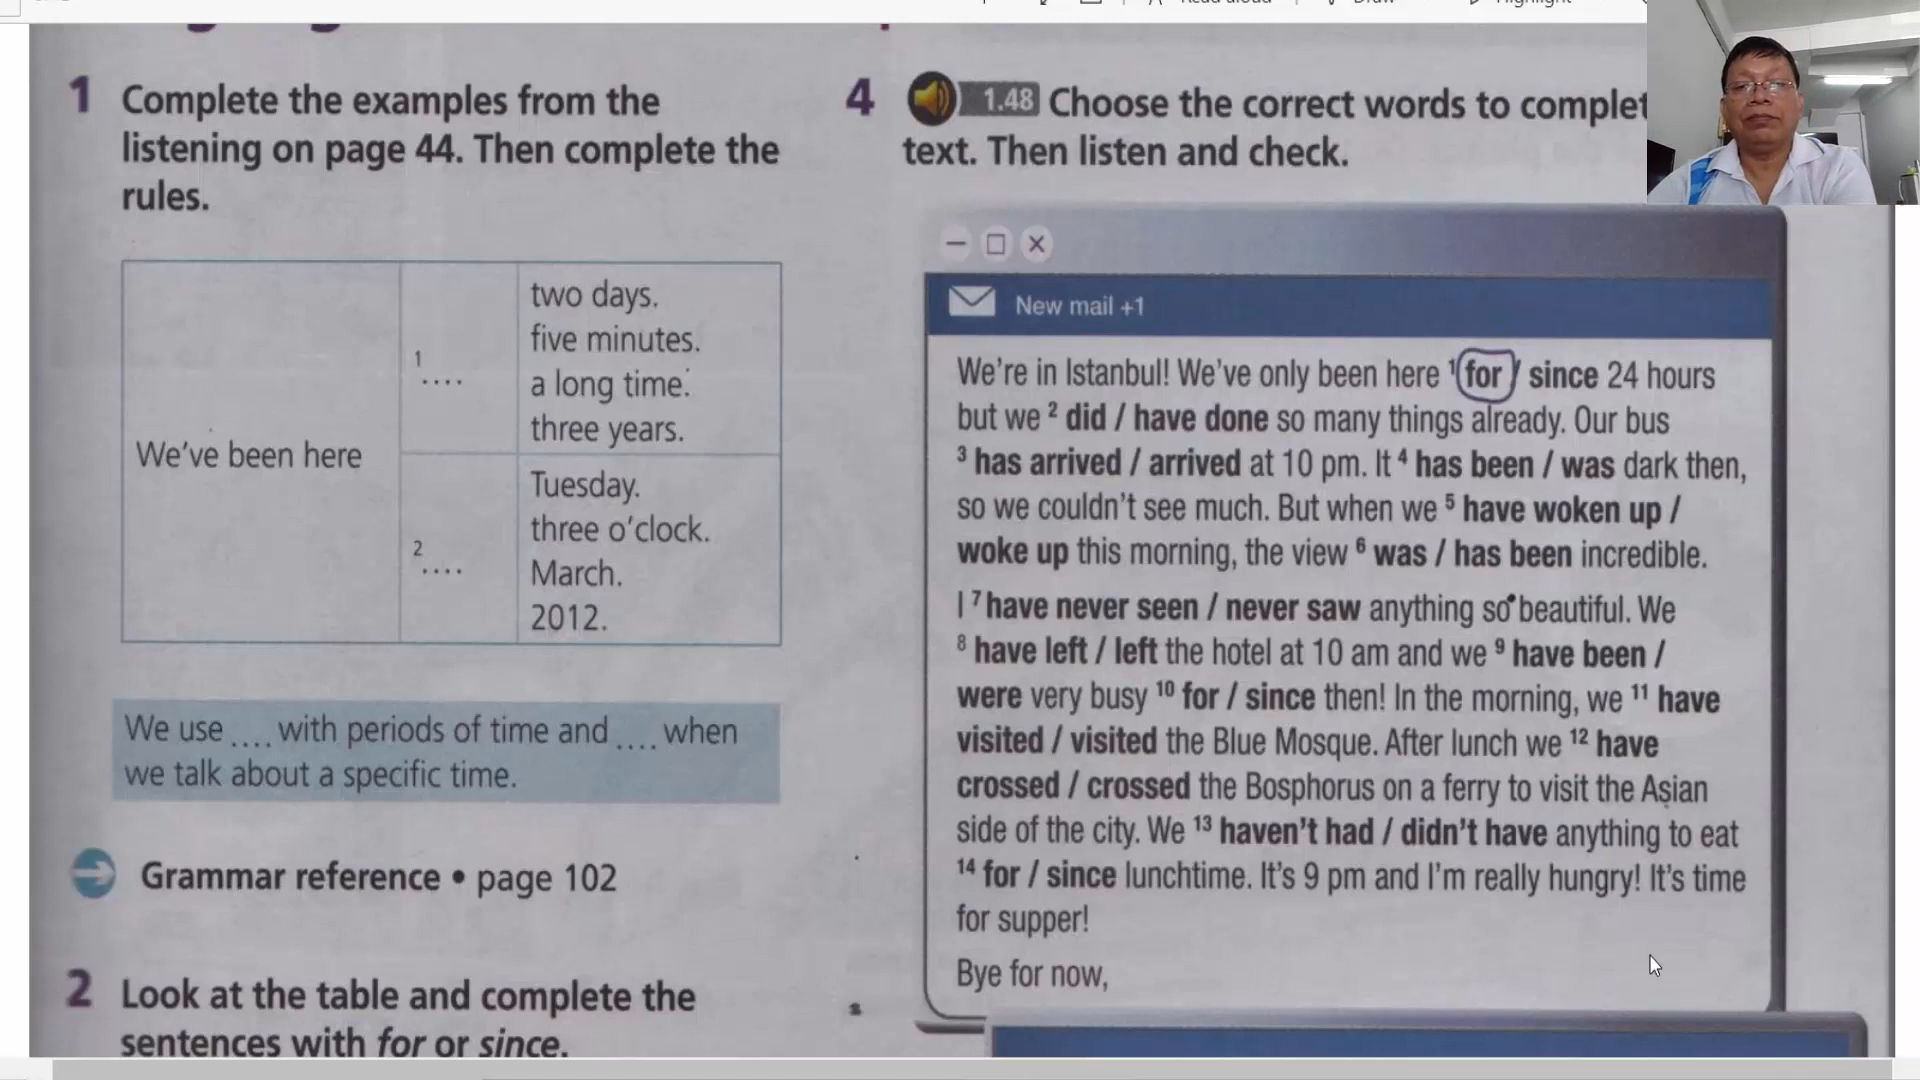 1 Complete the examples from the
listening on page 44. Then complete the
rules.
We've been here
1 ....
two days.
five minutes.
a long time.
three years.
2 ....
Tuesday.
three o'clock.
March.
2012.
We use .... with periods of time and .... when
we talk about a specific time.
Grammar reference • page 102
2 Look at the table and complete the
sentences with for or since.
4 1.48 Choose the correct words to complet
text. Then listen and check.
New mail +1
We're in Istanbul! We've only been here 1 for / since 24 hours
but we 2 did / have done so many things already. Our bus
3 has arrived / arrived at 10 pm. It 4 has been / was dark then,
so we couldn't see much. But when we 5 have woken up /
woke up this morning, the view 6 was / has been incredible.
I 7 have never seen / never saw anything so beautiful. We
8 have left / left the hotel at 10 am and we 9 have been /
were very busy 10 for / since then! In the morning, we 11 have
visited / visited the Blue Mosque. After lunch we 12 have
crossed / crossed the Bosphorus on a ferry to visit the Asian
side of the city. We 13 haven't had / didn't have anything to eat
14 for / since lunchtime. It's 9 pm and I'm really hungry! It's time
for supper!
Bye for now,